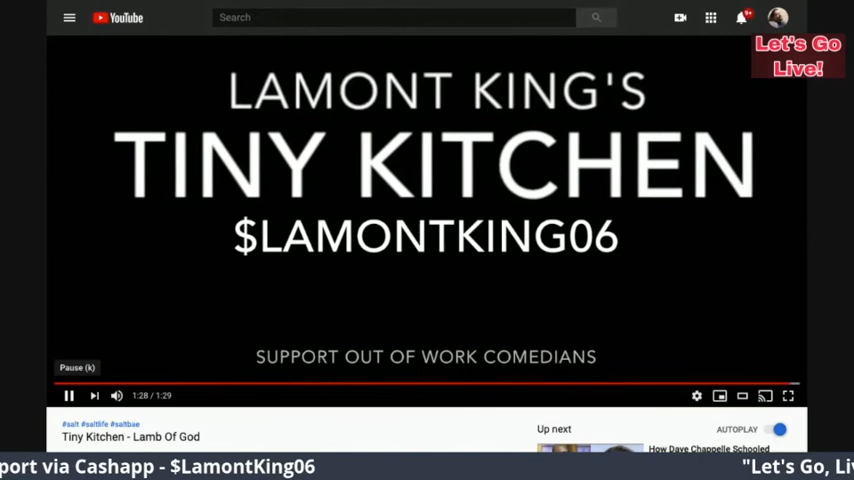 YouTube
Search
9+
Let's Go
Live!
LAMONT KING'S
TINY KITCHEN
$LAMONTKING06
SUPPORT OUT OF WORK COMEDIANS
Pause (k)
1:28 / 1:29
#salt #saltlife #saltbae
Tiny Kitchen - Lamb Of God
Up next
AUTOPLAY
How Dave Chappelle Schooled
port via Cashapp - $LamontKing06
"Let's Go, Liv